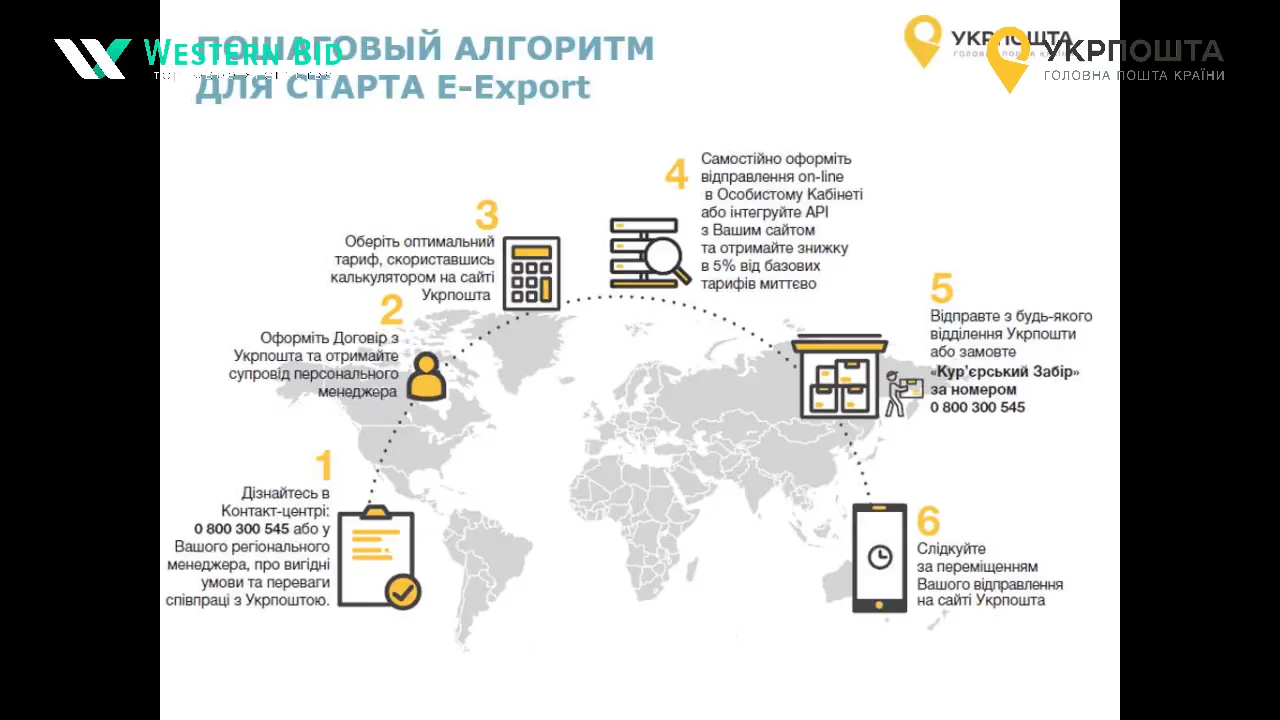 WESTERN BID
ПОШАГОВЫЙ АЛГОРИТМ
ДЛЯ СТАРТА E-Export
УКРПОШТА
УКРПОШТА
ГОЛОВНА ПОШТА КРАЇНИ
1
Дізнайтесь в
Контакт-центрі:
0 800 300 545 або у
Вашого регіонального
менеджера, про вигідні
умови та переваги
співпраці з Укрпоштою.
2
Оформіть Договір з
Укрпошта та отримайте
супровід персонального
менеджера
3
Оберіть оптимальний
тариф, скориставшись
калькулятором на сайті
Укрпошта
4
Самостійно оформіть
відправлення on-line
в Особистому Кабінеті
або інтегруйте API
з Вашим сайтом
та отримайте знижку
в 5% від базових
тарифів миттєво
5
Відправте з будь-якого
відділення Укрпошти
або замовте
«Кур'єрський Забір»
за номером
0 800 300 545
6
Слідкуйте
за переміщенням
Вашого відправлення
на сайті Укрпошта